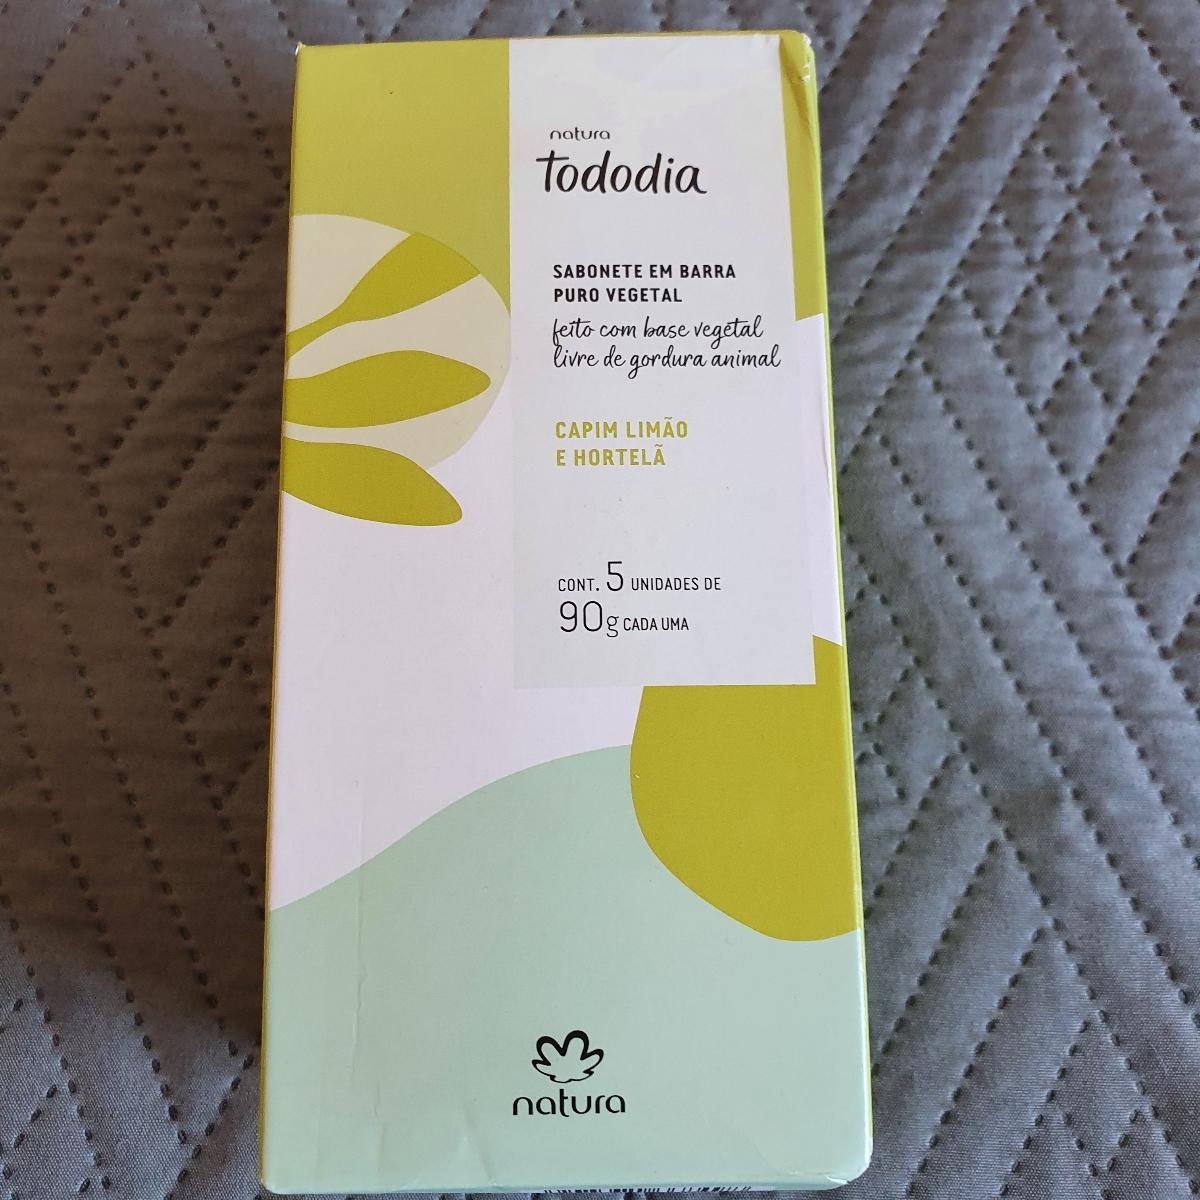 natura
Tododia
SABONETE EM BARRA
PURO VEGETAL
feito com base vegetal
livre de gordura animal
CAPIM LIMÃO
E HORTELÃ
CONT. 5 UNIDADES DE
90g CADA UMA
natura